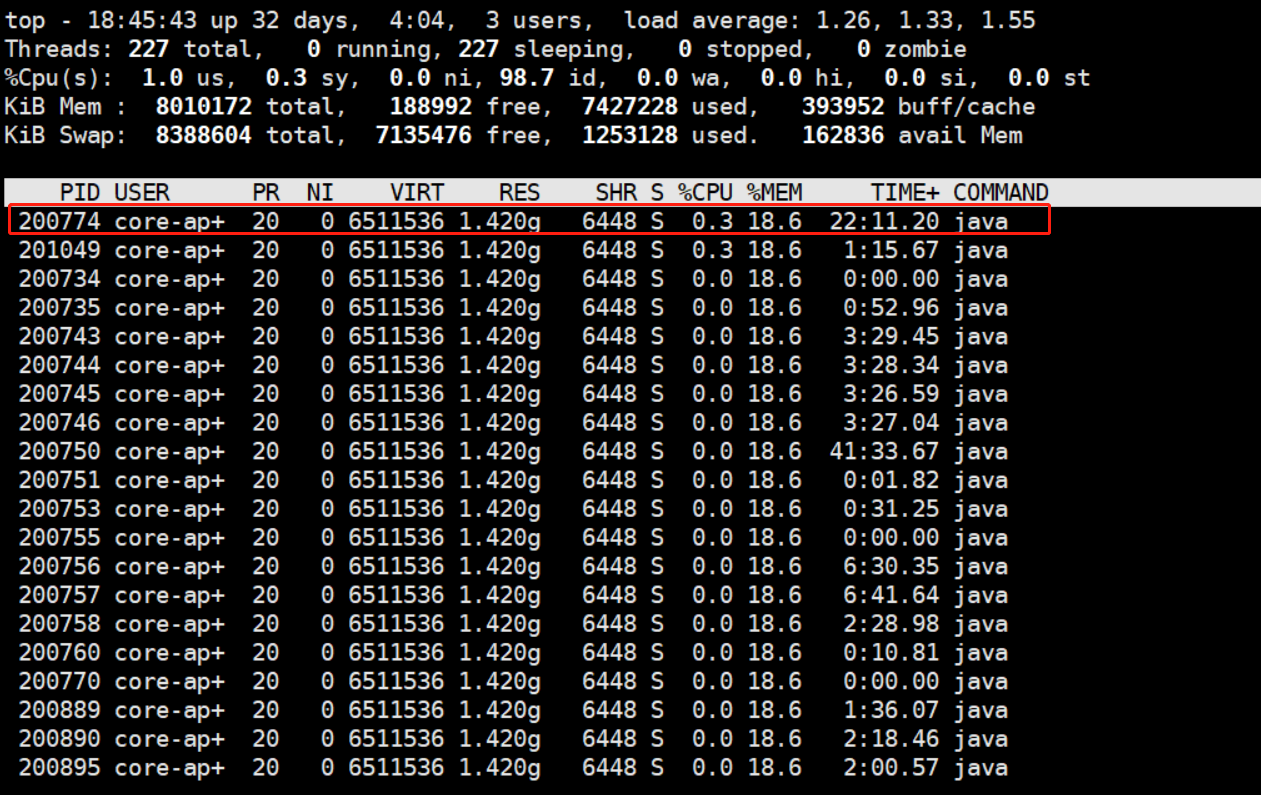 top - 18:45:43 up 32 days,  4:04,  3 users,  load average: 1.26, 1.33, 1.55
Threads: 227 total,   0 running, 227 sleeping,   0 stopped,   0 zombie
%Cpu(s):  1.0 us,  0.3 sy,  0.0 ni, 98.7 id,  0.0 wa,  0.0 hi,  0.0 si,  0.0 st
KiB Mem :  8010172 total,   188992 free,  7427228 used,   393952 buff/cache
KiB Swap:  8388604 total,  7135476 free,  1253128 used.   162836 avail Mem
PID USER      PR  NI    VIRT    RES    SHR S %CPU %MEM     TIME+ COMMAND
200774 core-ap+  20   0 6511536 1.420g   6448 S  0.3 18.6  22:11.20 java
201049 core-ap+  20   0 6511536 1.420g   6448 S  0.3 18.6   1:15.67 java
200734 core-ap+  20   0 6511536 1.420g   6448 S  0.0 18.6   0:00.00 java
200735 core-ap+  20   0 6511536 1.420g   6448 S  0.0 18.6   0:52.96 java
200743 core-ap+  20   0 6511536 1.420g   6448 S  0.0 18.6   3:29.45 java
200744 core-ap+  20   0 6511536 1.420g   6448 S  0.0 18.6   3:28.34 java
200745 core-ap+  20   0 6511536 1.420g   6448 S  0.0 18.6   3:26.59 java
200746 core-ap+  20   0 6511536 1.420g   6448 S  0.0 18.6   3:27.04 java
200750 core-ap+  20   0 6511536 1.420g   6448 S  0.0 18.6  41:33.67 java
200751 core-ap+  20   0 6511536 1.420g   6448 S  0.0 18.6   0:01.82 java
200753 core-ap+  20   0 6511536 1.420g   6448 S  0.0 18.6   0:31.25 java
200755 core-ap+  20   0 6511536 1.420g   6448 S  0.0 18.6   0:00.00 java
200756 core-ap+  20   0 6511536 1.420g   6448 S  0.0 18.6   6:30.35 java
200757 core-ap+  20   0 6511536 1.420g   6448 S  0.0 18.6   6:41.64 java
200758 core-ap+  20   0 6511536 1.420g   6448 S  0.0 18.6   2:28.98 java
200760 core-ap+  20   0 6511536 1.420g   6448 S  0.0 18.6   0:10.81 java
200770 core-ap+  20   0 6511536 1.420g   6448 S  0.0 18.6   0:00.00 java
200889 core-ap+  20   0 6511536 1.420g   6448 S  0.0 18.6   1:36.07 java
200890 core-ap+  20   0 6511536 1.420g   6448 S  0.0 18.6   2:18.46 java
200895 core-ap+  20   0 6511536 1.420g   6448 S  0.0 18.6   2:00.57 java